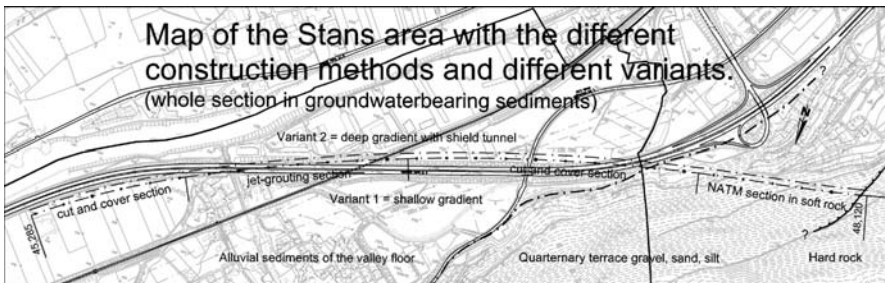 Map of the Stans area with the different
construction methods and different variants.
(whole section in groundwaterbearing sediments)
?
N
Variant 2 = deep gradient with shield tunnel
cut and cover section
jet-grouting section
cut and cover section
NATM section in soft rock
Variant 1 = shallow gradient
45,285
48,120
?
Alluvial sediments of the valley floor
Quarternary terrace gravel, sand, silt
Hard rock